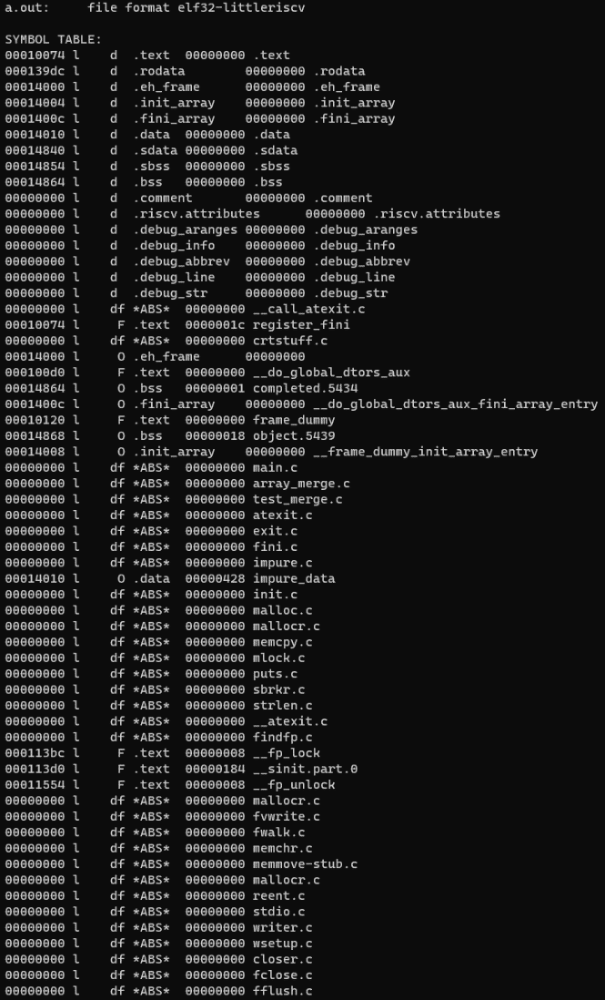 a.out:     file format elf32-littleriscv

SYMBOL TABLE:
00010074 l    d  .text  00000000 .text
000139dc l    d  .rodata        00000000 .rodata
00014000 l    d  .eh_frame      00000000 .eh_frame
00014004 l    d  .init_array    00000000 .init_array
0001400c l    d  .fini_array    00000000 .fini_array
00014010 l    d  .data  00000000 .data
00014840 l    d  .sdata 00000000 .sdata
00014854 l    d  .sbss  00000000 .sbss
00014864 l    d  .bss   00000000 .bss
00000000 l    d  .comment       00000000 .comment
00000000 l    d  .riscv.attributes      00000000 .riscv.attributes
00000000 l    d  .debug_aranges 00000000 .debug_aranges
00000000 l    d  .debug_info    00000000 .debug_info
00000000 l    d  .debug_abbrev  00000000 .debug_abbrev
00000000 l    d  .debug_line    00000000 .debug_line
00000000 l    d  .debug_str     00000000 .debug_str
00000000 l    df *ABS*  00000000 __call_atexit.c
00010074 l     F .text  0000001c register_fini
00000000 l    df *ABS*  00000000 crtstuff.c
00014000 l     O .eh_frame      00000000
000100d0 l     F .text  00000000 __do_global_dtors_aux
00014864 l     O .bss   00000001 completed.5434
0001400c l     O .fini_array    00000000 __do_global_dtors_aux_fini_array_entry
00010120 l     F .text  00000000 frame_dummy
00014868 l     O .bss   00000018 object.5439
00014008 l     O .init_array    00000000 __frame_dummy_init_array_entry
00000000 l    df *ABS*  00000000 main.c
00000000 l    df *ABS*  00000000 array_merge.c
00000000 l    df *ABS*  00000000 test_merge.c
00000000 l    df *ABS*  00000000 atexit.c
00000000 l    df *ABS*  00000000 exit.c
00000000 l    df *ABS*  00000000 fini.c
00000000 l    df *ABS*  00000000 impure.c
00014010 l     O .data  00000428 impure_data
00000000 l    df *ABS*  00000000 init.c
00000000 l    df *ABS*  00000000 malloc.c
00000000 l    df *ABS*  00000000 mallocr.c
00000000 l    df *ABS*  00000000 memcpy.c
00000000 l    df *ABS*  00000000 mlock.c
00000000 l    df *ABS*  00000000 puts.c
00000000 l    df *ABS*  00000000 sbrkr.c
00000000 l    df *ABS*  00000000 strlen.c
00000000 l    df *ABS*  00000000 __atexit.c
00000000 l    df *ABS*  00000000 findfp.c
000113bc l     F .text  00000008 __fp_lock
000113d0 l     F .text  00000184 __sinit.part.0
00011554 l     F .text  00000008 __fp_unlock
00000000 l    df *ABS*  00000000 mallocr.c
00000000 l    df *ABS*  00000000 fvwrite.c
00000000 l    df *ABS*  00000000 fwalk.c
00000000 l    df *ABS*  00000000 memchr.c
00000000 l    df *ABS*  00000000 memmove-stub.c
00000000 l    df *ABS*  00000000 mallocr.c
00000000 l    df *ABS*  00000000 reent.c
00000000 l    df *ABS*  00000000 stdio.c
00000000 l    df *ABS*  00000000 writer.c
00000000 l    df *ABS*  00000000 wsetup.c
00000000 l    df *ABS*  00000000 closer.c
00000000 l    df *ABS*  00000000 fclose.c
00000000 l    df *ABS*  00000000 fflush.c